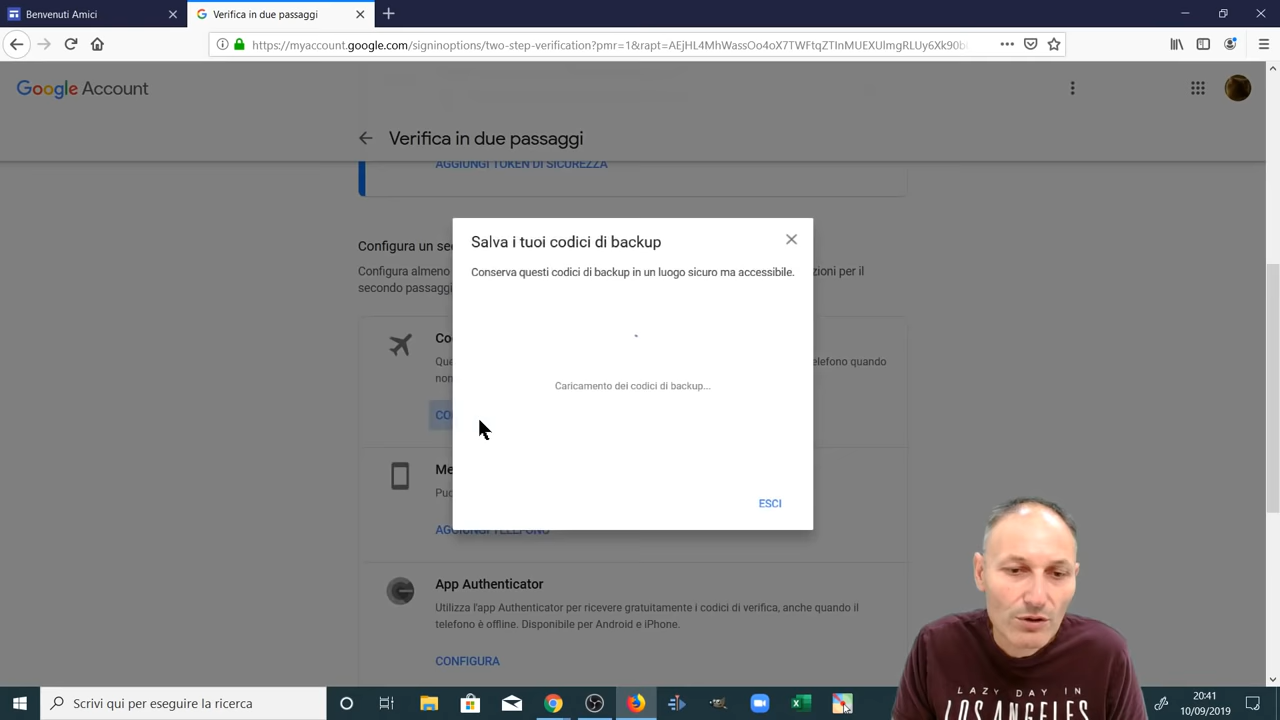 Benvenuti Amici
Verifica in due passaggi
https://myaccount.google.com/signinoptions/two-step-verification?pmr=1&rapt=
Google Account
Verifica in due passaggi
AGGIUNGI TOKEN DI SICUREZZA
Configura un
Configura almeno
zioni per il
secondo passaggi
Salva i tuoi codici di backup
Conserva questi codici di backup in un luogo sicuro ma accessibile.
Caricamento dei codici di backup...
ESCI
telefono quando
AGGIUNGI TELEFONO
App Authenticator
Utilizza l'app Authenticator per ricevere gratuitamente i codici di verifica, anche quando il
telefono è offline. Disponibile per Android e iPhone.
CONFIGURA
LAZY DAY IN
LOS ANGELES
Scrivi qui per eseguire la ricerca
20:41
10/09/2019